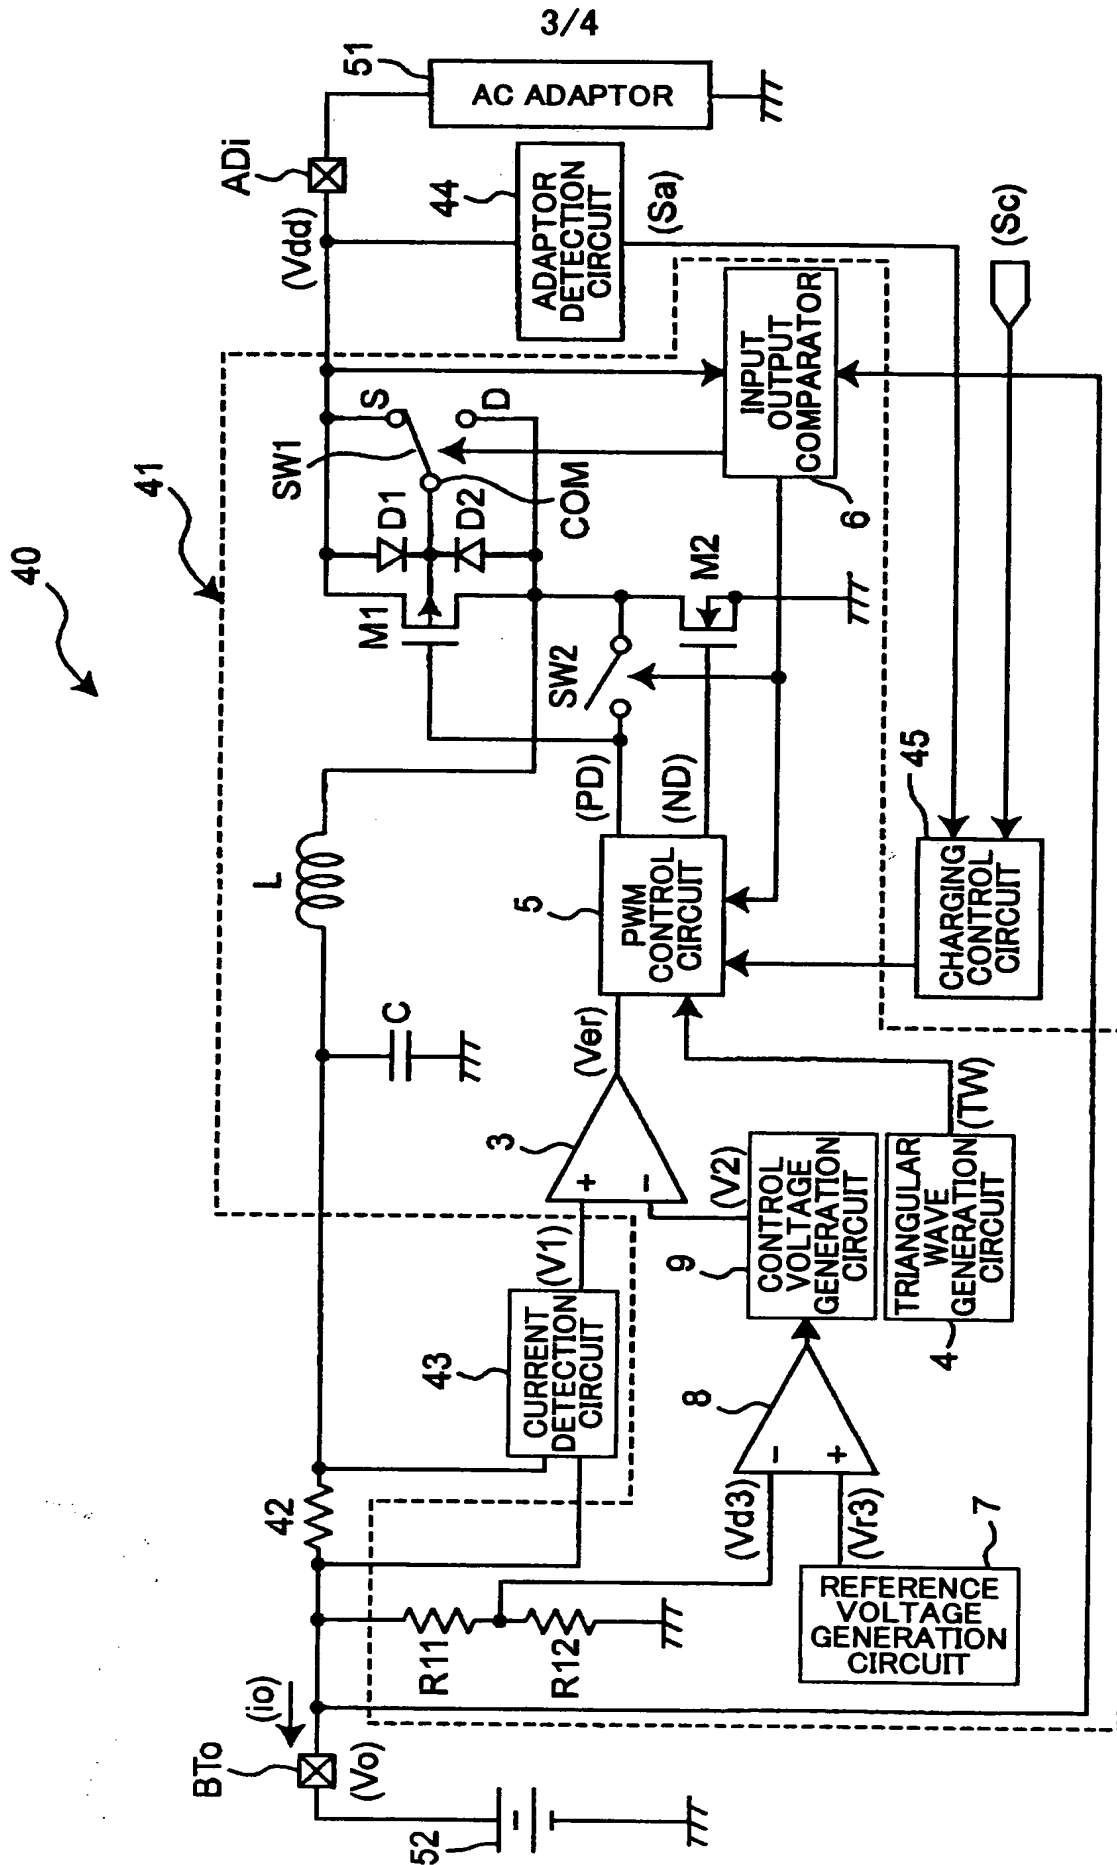 3/4
40
41
51
AC ADAPTOR
ADi
(Vdd)
44
ADAPTOR
DETECTION
CIRCUIT
(Sa)
(Sc)
S
D
SW1
COM
D1
D2
M1
M2
SW2
INPUT
OUTPUT
COMPARATOR
6
L
C
(PD)
(ND)
5
PWM
CONTROL
CIRCUIT
45
CHARGING
CONTROL
CIRCUIT
(Ver)
3
+
-
(V1)
(V2)
9
CONTROL
VOLTAGE
GENERATION
CIRCUIT
(TW)
TRIANGULAR
WAVE
GENERATION
CIRCUIT
4
43
CURRENT
DETECTION
CIRCUIT
42
8
-
+
(Vd3)
(Vr3)
7
REFERENCE
VOLTAGE
GENERATION
CIRCUIT
R11
R12
(io)
BTo
(Vo)
52